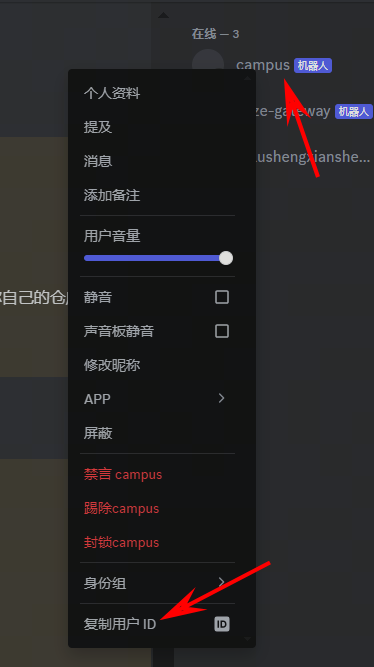 在线 — 3
campus 机器人
个人资料
ze-gateway 机器人
提及
消息
ushengxianshe...
添加备注
用户音量
静音
自己的仓
声音板静音
修改昵称
APP
屏蔽
禁言 campus
踢除campus
封锁campus
身份组
复制用户 ID
ID